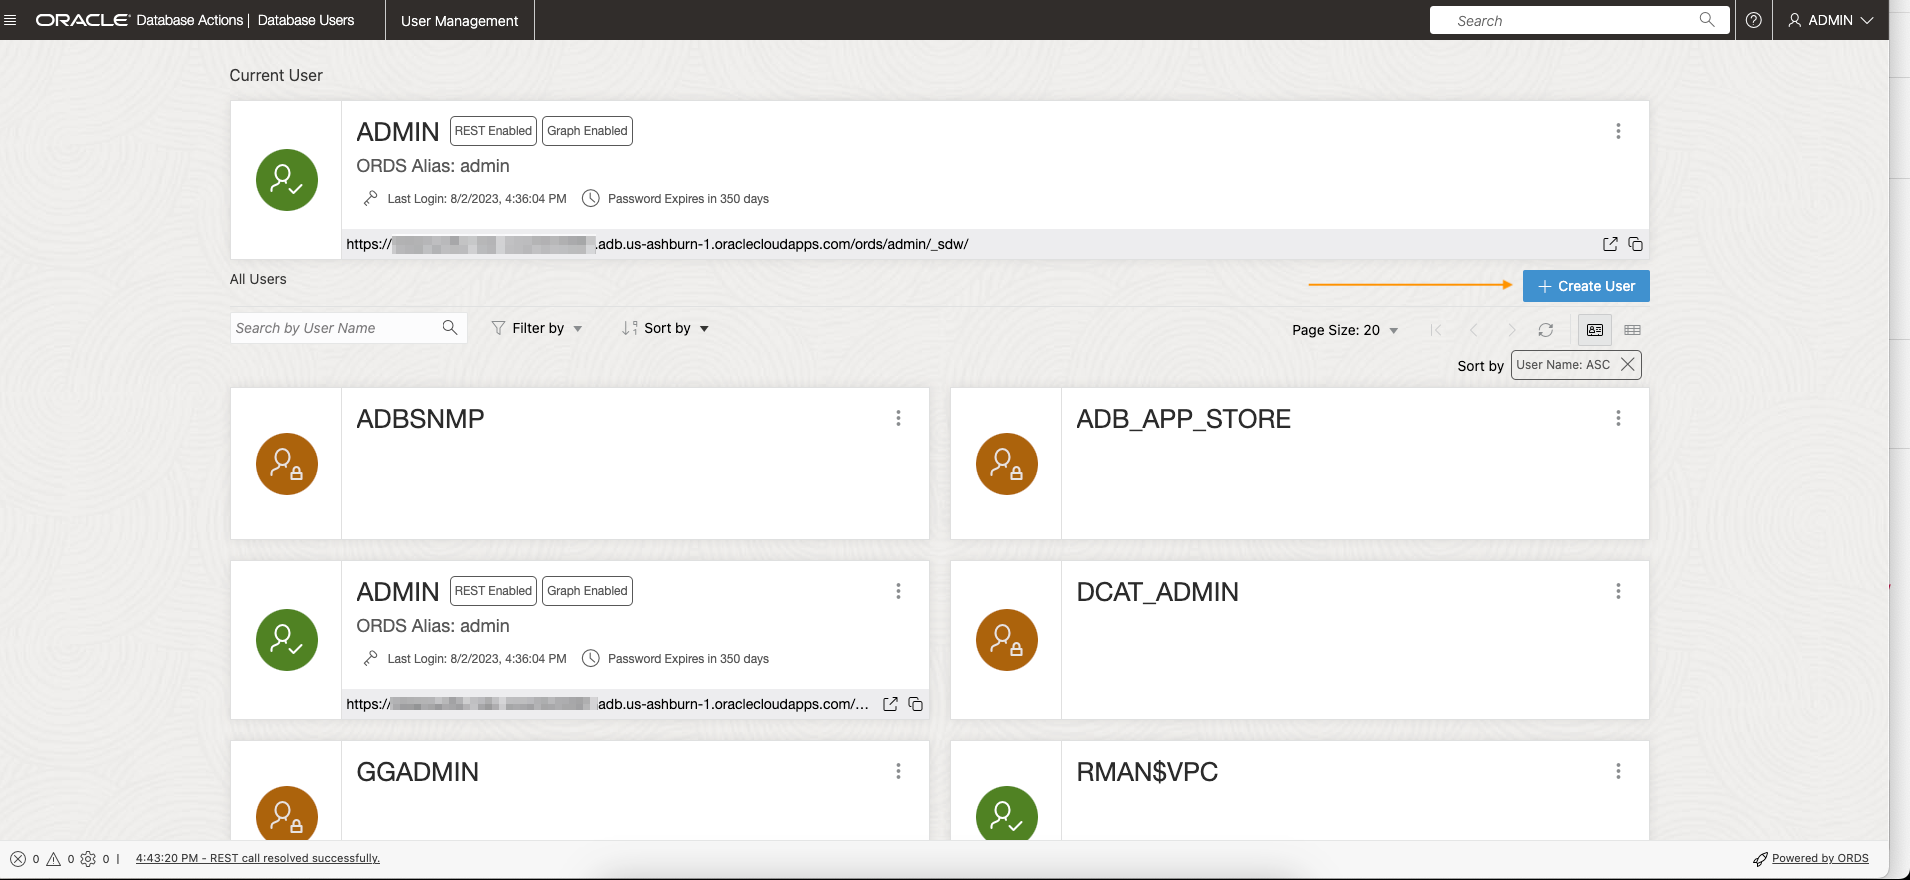 ORACLE Database Actions | Database Users User Management Search ADMIN
Current User
ADMIN REST Enabled Graph Enabled
ORDS Alias: admin
Last Login: 8/2/2023, 4:36:04 PM Password Expires in 350 days
https:// .adb.us-ashburn-1.oraclecloudapps.com/ords/admin/_sdw/
All Users
+ Create User
Search by User Name Filter by Sort by Page Size: 20
Sort by User Name: ASC
ADBSNMP
ADB_APP_STORE
ADMIN REST Enabled Graph Enabled
ORDS Alias: admin
Last Login: 8/2/2023, 4:36:04 PM Password Expires in 350 days
https:// adb.us-ashburn-1.oraclecloudapps.com/...
DCAT_ADMIN
GGADMIN
RMAN$VPC
0 0 0 | 4:43:20 PM - REST call resolved successfully. Powered by ORDS